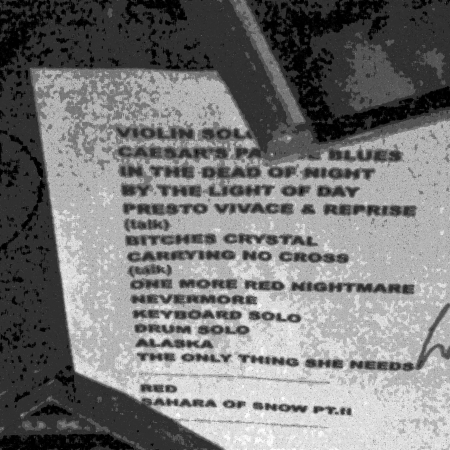 VIOLIN SOLO
CAESAR'S BLUES
IN THE DEAD OF NIGHT
BY THE LIGHT OF DAY
PRESTO VIVACE & REPRISE
(talk)
BITCHES CRYSTAL
CARRYING NO CROSS
(talk)
ONE MORE RED NIGHTMARE
NEVERMORE
KEYBOARD SOLO
DRUM SOLO
ALASKA
THE ONLY THING SHE NEEDS
RED
SAHARA OF SNOW PT.II
U.K.